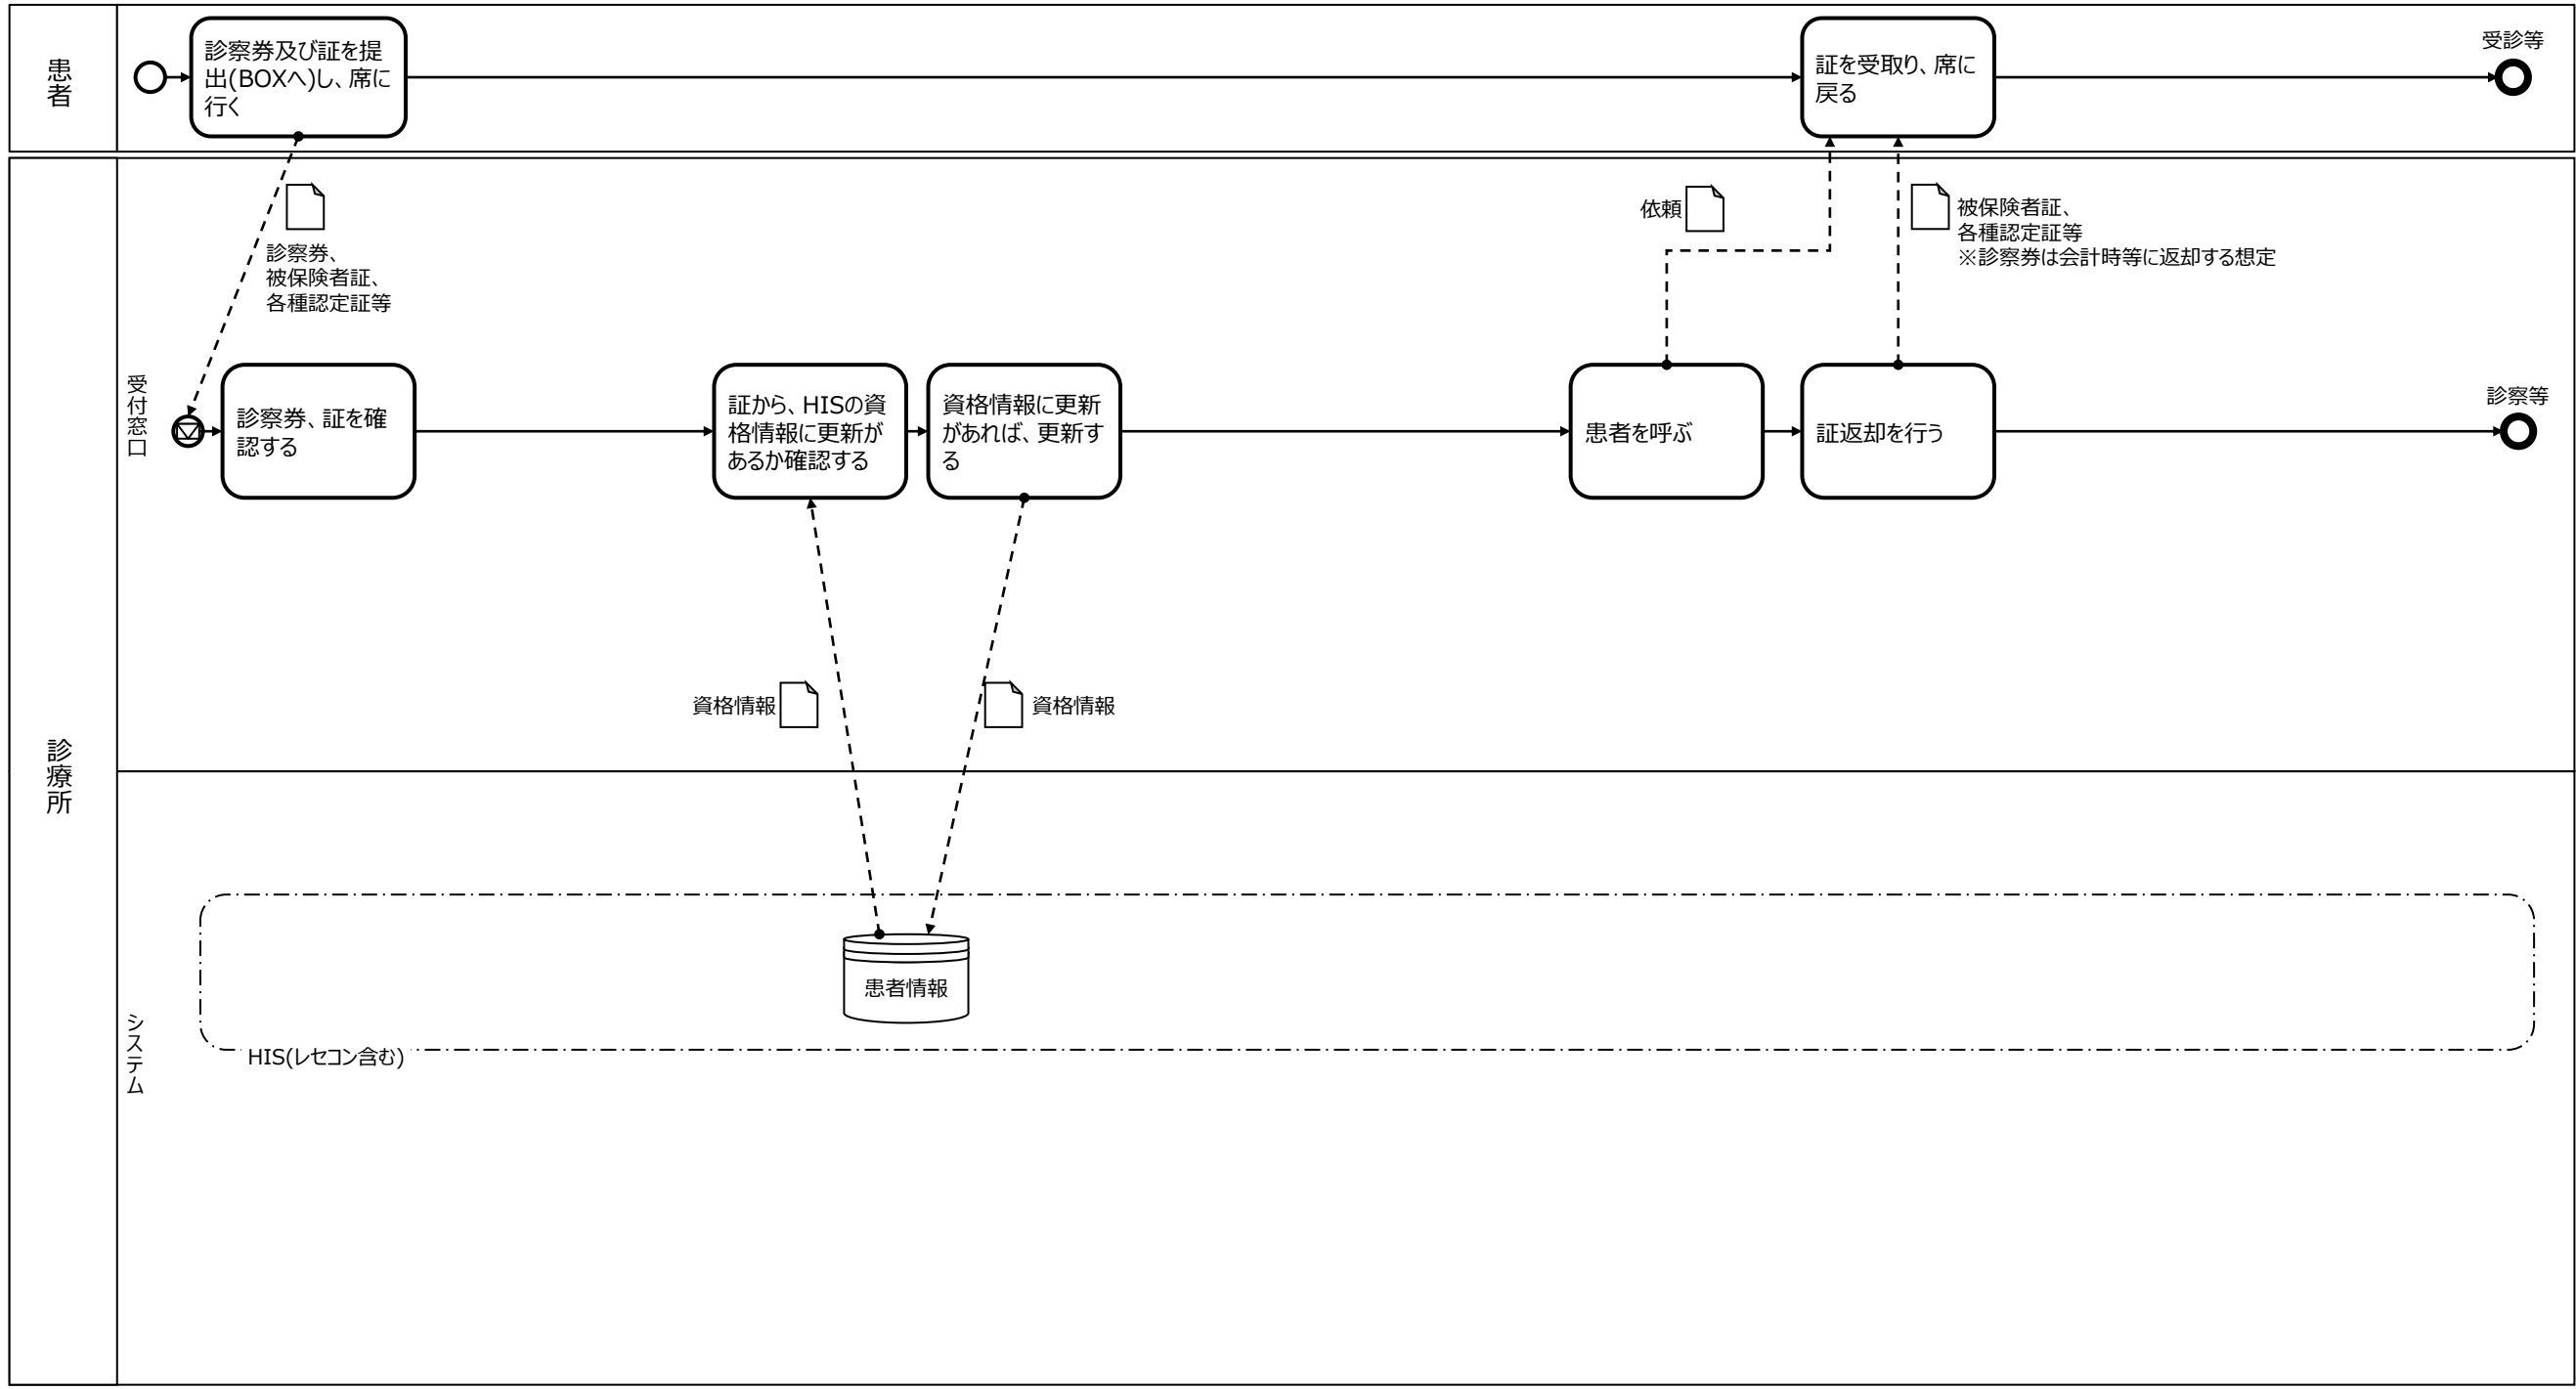 患者
診察券及び証を提
出(BOXへ)し、席に
行く
証を受取り、席に
戻る
受診等
診療所
受付窓口
診察券、
被保険者証、
各種認定証等
依頼
被保険者証、
各種認定証等
※診察券は会計時等に返却する想定
診察券、証を確
認する
証から、HISの資
格情報に更新が
あるか確認する
資格情報に更新
があれば、更新す
る
患者を呼ぶ
証返却を行う
診察等
資格情報
資格情報
システム
患者情報
HIS(レセコン含む)